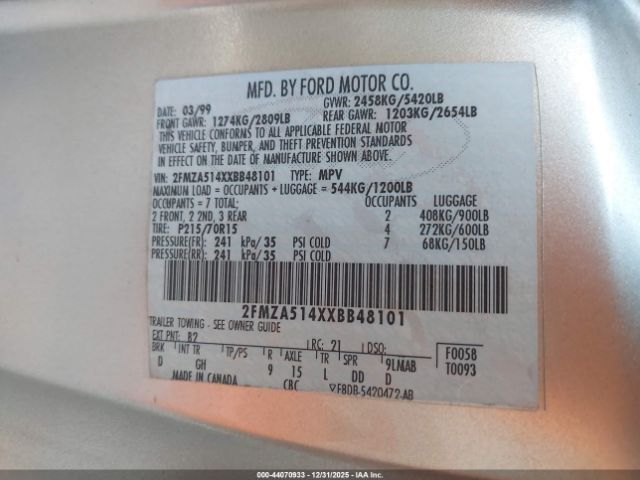 MFD. BY FORD MOTOR CO.
DATE: 03/99 GVWR: 2458KG/5420LB
FRONT GAWR: 1274KG/2809LB REAR GAWR: 1203KG/2654LB
THIS VEHICLE CONFORMS TO ALL APPLICABLE FEDERAL MOTOR
VEHICLE SAFETY, BUMPER, AND THEFT PREVENTION STANDARDS
IN EFFECT ON THE DATE OF MANUFACTURE SHOWN ABOVE.
VIN: 2FMZA514XXBB48101 TYPE: MPV
MAXIMUM LOAD = OCCUPANTS + LUGGAGE = 544KG/1200LB
OCCUPANTS = 7 TOTAL; OCCUPANTS LUGGAGE
2 FRONT, 2 2ND, 3 REAR 2 408KG/900LB
TIRE: P215/70R15 4 272KG/600LB
PRESSURE(FR) 241 kPa/35 PSI COLD 7 68KG/150LB
PRESSURE(RR) 241 kPa/35 PSI COLD
2FMZA514XXBB48101
TRAILER TOWING - SEE OWNER GUIDE
EXT PNT: B2 RC: 21 DSO:
BRK INT TR TP/PS R AXLE TR SPR 9LMAB F0058
D GH 9 15 L DD D T0093
MADE IN CANADA CBC F8DB-5420472-AB
000-44070933 - 12/31/2025 - IAA Inc.